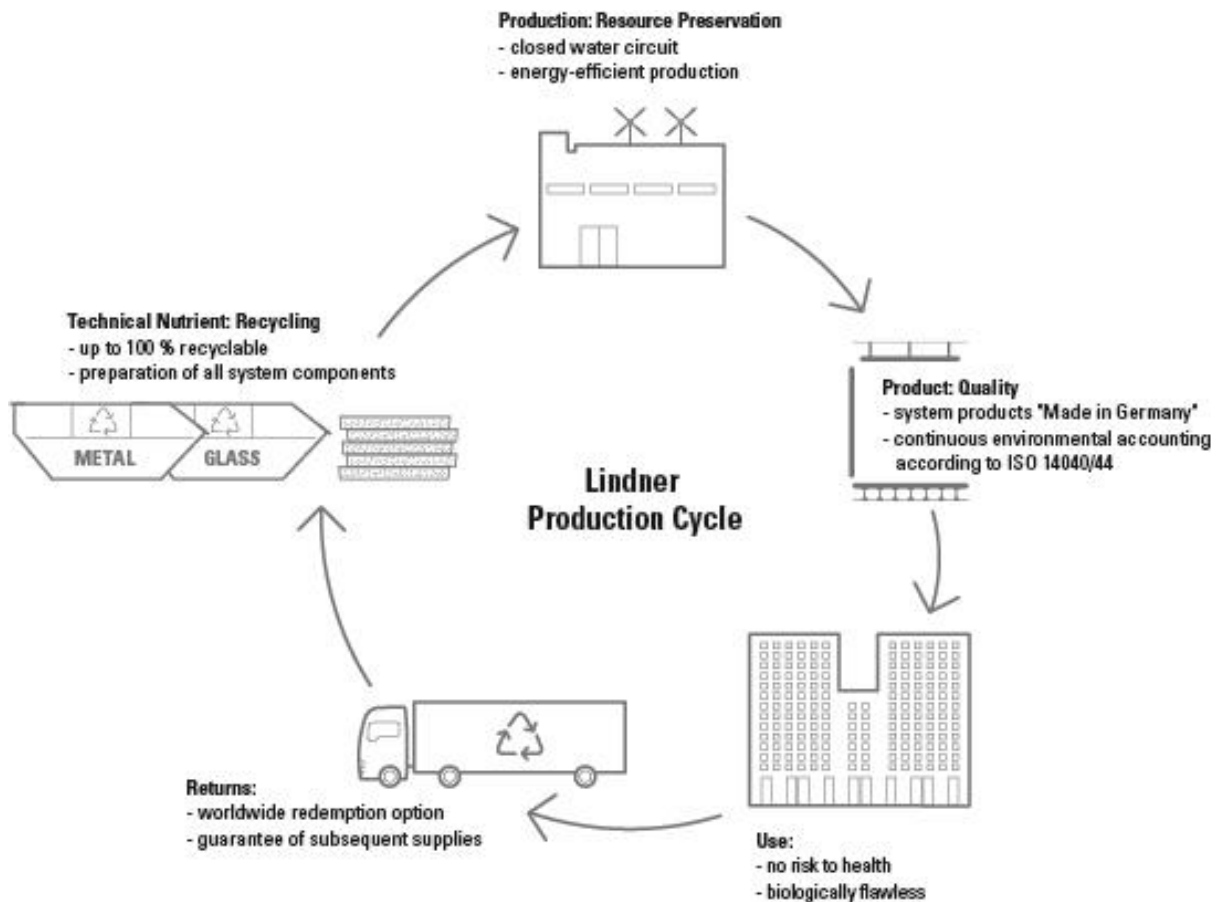 Production: Resource Preservation
- closed water circuit
- energy-efficient production
Technical Nutrient: Recycling
- up to 100 % recyclable
- preparation of all system components
METAL
GLASS
Product: Quality
- system products "Made in Germany"
- continuous environmental accounting
according to ISO 14040/44
Lindner
Production Cycle
Returns:
- worldwide redemption option
- guarantee of subsequent supplies
Use:
- no risk to health
- biologically flawless